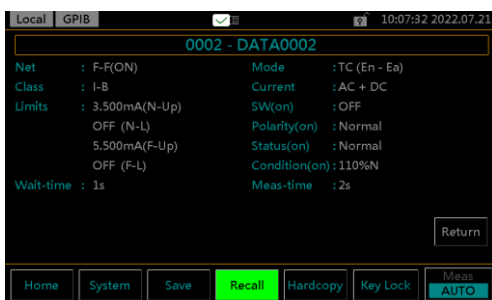 Local GPIB 10:07:32 2022.07.21
0002 - DATA0002
Net : F-F(ON) Mode :TC (En - Ea)
Class : I-B Current :AC + DC
Limits : 3.500mA(N-Up) SW(on) :OFF
OFF (N-L) Polarity(on) :Normal
5.500mA(F-Up) Status(on) :Normal
OFF (F-L) Condition(on):110%N
Wait-time : 1s Meas-time :2s
Return
Home System Save Recall Hardcopy Key Lock Meas
AUTO